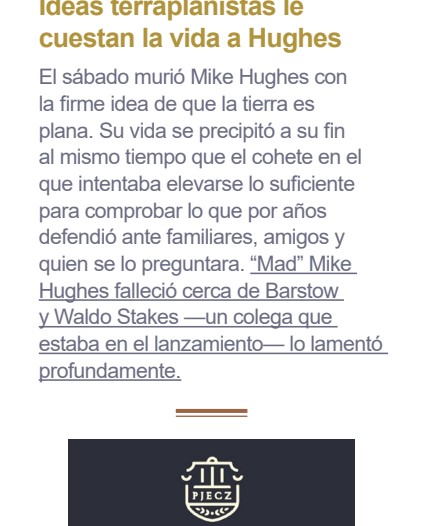 Ideas terraplanistas le
cuestan la vida a Hughes
El sábado murió Mike Hughes con
la firme idea de que la tierra es
plana. Su vida se precipitó a su fin
al mismo tiempo que el cohete en el
que intentaba elevarse lo suficiente
para comprobar lo que por años
defendió ante familiares, amigos y
quien se lo preguntara. “Mad” Mike
Hughes falleció cerca de Barstow
y Waldo Stakes —un colega que
estaba en el lanzamiento— lo lamentó
profundamente.
PJECZ